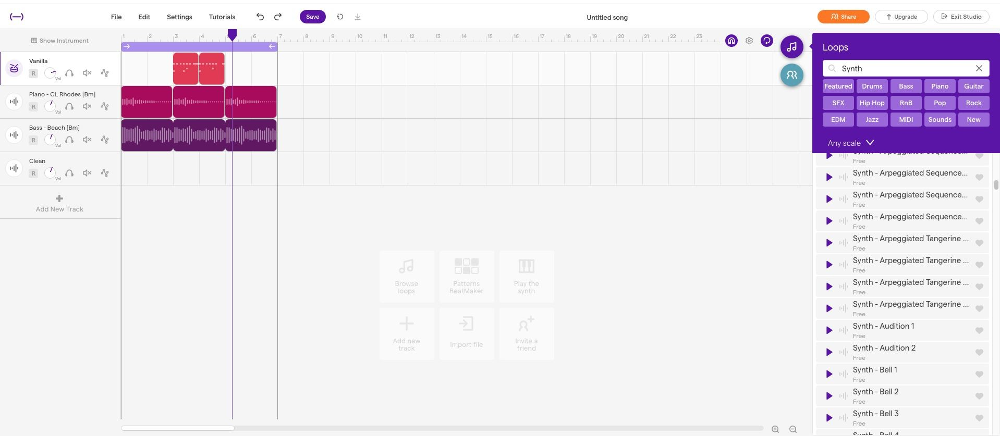 File Edit Settings Tutorials Save Untitled song Share Upgrade Exit Studio
Show Instrument
1 2 3 4 6 7 8 9 10 11 12 13 14 15 16 17 18 19 20 21 22 23
Vanilla
R Vol
Piano - CL Rhodes [Bm]
R Vol
Bass - Beach [Bm]
R Vol
Clean
R Vol
Add New Track
Browse
loops
Patterns
BeatMaker
Play the
synth
Add new
track
Import file
Invite a
friend
Loops
Synth
Featured Drums Bass Piano Guitar
SFX Hip Hop RnB Pop Rock
EDM Jazz MIDI Sounds New
Any scale
Synth - Arpeggiated Sequence...
Free
Synth - Arpeggiated Sequence...
Free
Synth - Arpeggiated Sequence...
Free
Synth - Arpeggiated Sequence...
Free
Synth - Arpeggiated Tangerine ...
Free
Synth - Arpeggiated Tangerine ...
Free
Synth - Arpeggiated Tangerine ...
Free
Synth - Arpeggiated Tangerine ...
Free
Synth - Audition 1
Free
Synth - Audition 2
Free
Synth - Bell 1
Free
Synth - Bell 2
Free
Synth - Bell 3
Free
Synth - Bell 4